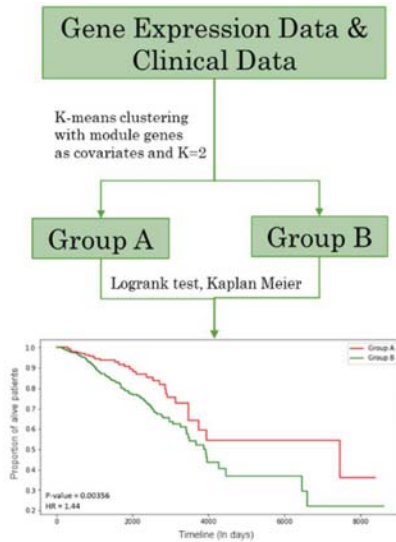 Gene Expression Data &
Clinical Data
K-means clustering
with module genes
as covariates and K=2
Group A
Group B
Logrank test, Kaplan Meier
Group A
Group B
Proportion of alive patients
1.0
0.9
0.8
0.7
0.6
0.5
0.4
0.3
0.2
P-value = 0.00356
HR = 1.44
0
2000
4000
6000
8000
Timeline (In days)